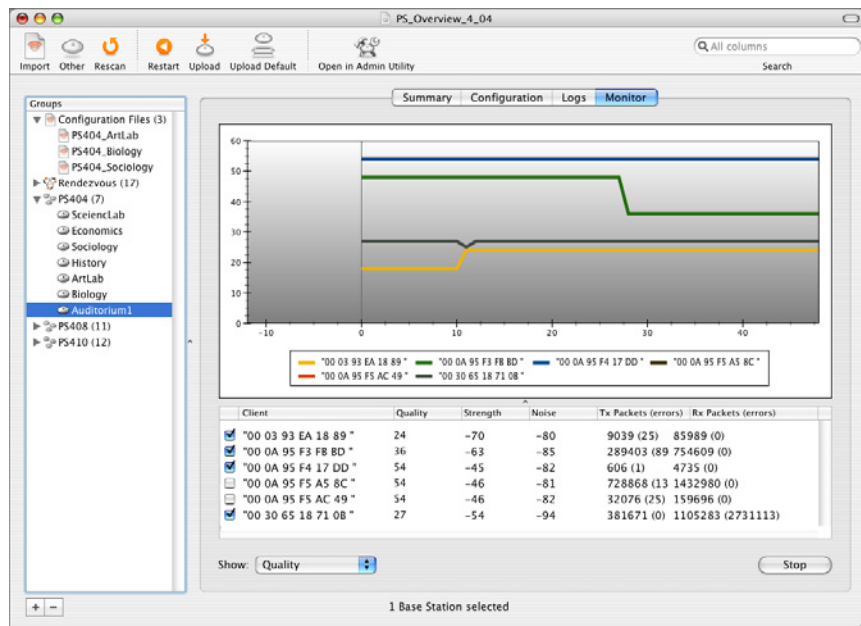 PS_Overview_4_04
Import Other Rescan Restart Upload Upload Default Open in Admin Utility
All columns
Search
Groups
Configuration Files (3)
PS404_ArtLab
PS404_Biology
PS404_Sociology
Rendezvous (17)
PS404 (7)
SceiencLab
Economics
Sociology
History
ArtLab
Biology
Auditorium1
PS408 (11)
PS410 (12)
Summary Configuration Logs Monitor
60
50
40
30
20
10
0
-10 0 10 20 30 40
"00 03 93 EA 18 89 " "00 0A 95 F3 FB BD " "00 0A 95 F4 17 DD " "00 0A 95 F5 A5 8C "
"00 0A 95 F5 AC 49 " "00 30 65 18 71 0B "
Client Quality Strength Noise Tx Packets (errors) Rx Packets (errors)
"00 03 93 EA 18 89 " 24 -70 -80 9039 (25) 85989 (0)
"00 0A 95 F3 FB BD " 36 -63 -85 289403 (89 754609 (0)
"00 0A 95 F4 17 DD " 54 -45 -82 606 (1) 4735 (0)
"00 0A 95 F5 A5 8C " 54 -46 -81 728868 (13 1432980 (0)
"00 0A 95 F5 AC 49 " 54 -46 -82 32076 (25) 159696 (0)
"00 30 65 18 71 0B " 27 -54 -94 381671 (0) 1105283 (2731113)
Show: Quality
Stop
+ -
1 Base Station selected